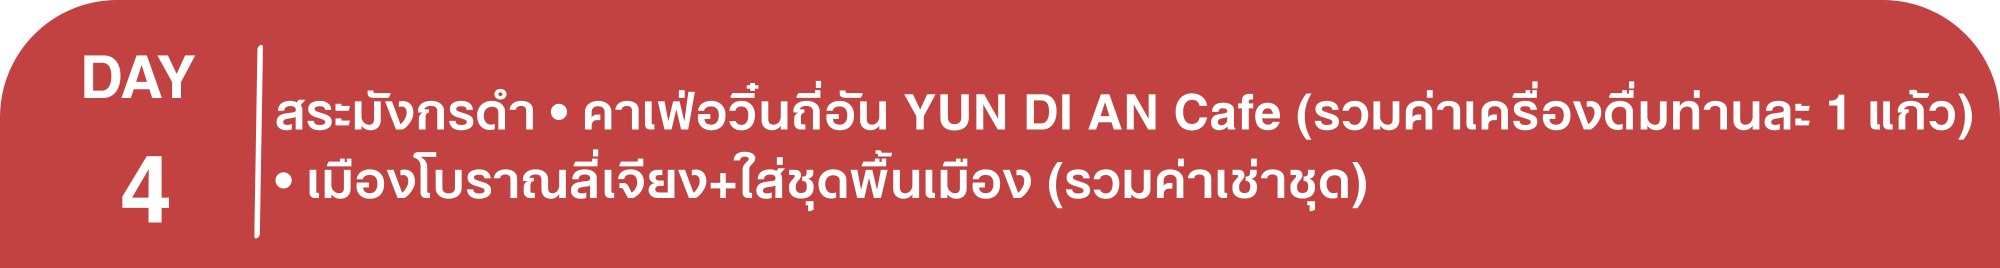 DAY
4
สระมังกรดำ • คาเฟ่อวิ๋นถี่อัน YUN DI AN Cafe (รวมค่าเครื่องดื่มท่านละ 1 แก้ว)
• เมืองโบราณลี่เจียง+ใส่ชุดพื้นเมือง (รวมค่าเช่าชุด)